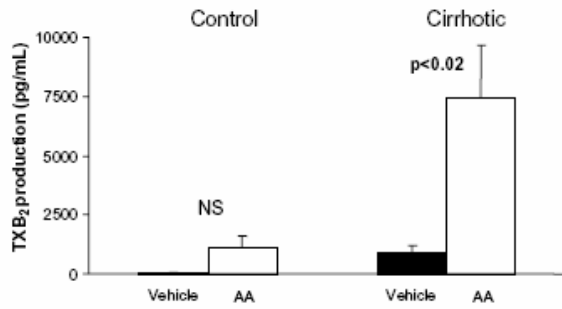 Control Cirrhotic
TXB₂ production (pg/mL)
10000
7500
5000
2500
0
p<0.02
NS
Vehicle AA Vehicle AA